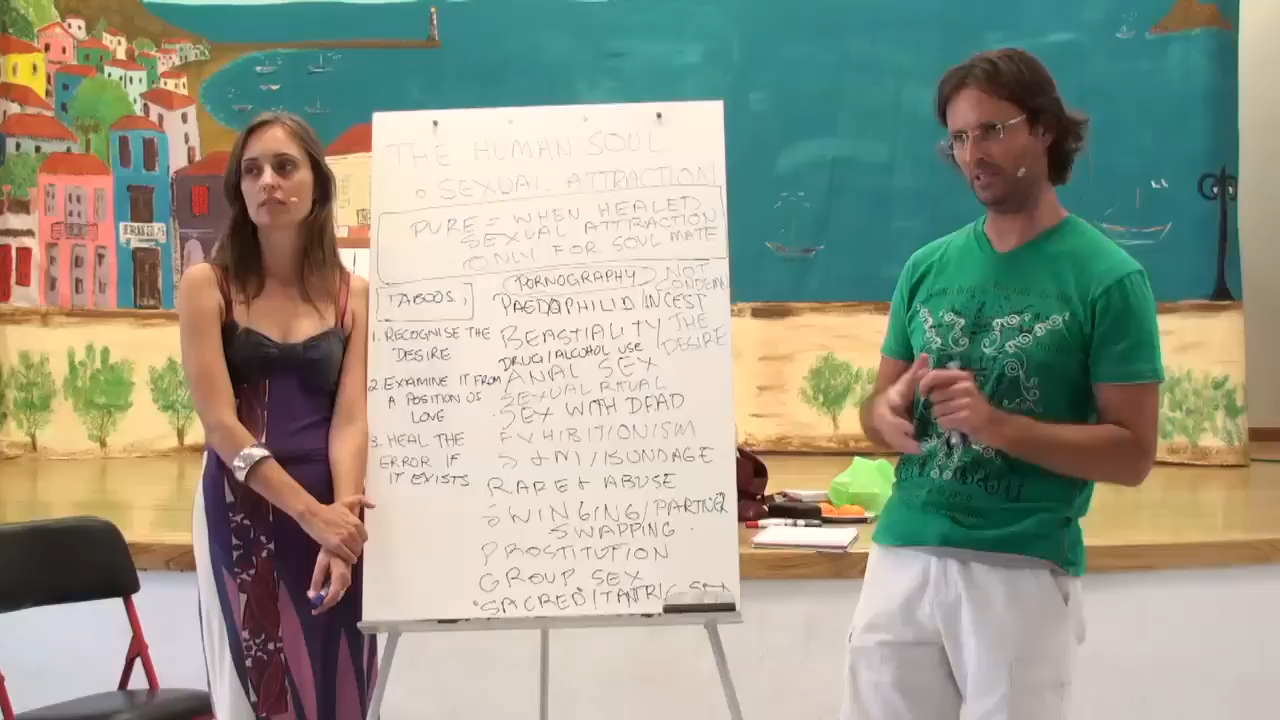 THE HUMAN SOUL
o SEXUAL ATTRACTION
PURE = WHEN HEALED
SEXUAL ATTRACTION
ONLY FOR SOUL MATE
TABOOS,
1. RECOGNISE THE
DESIRE
2. EXAMINE IT FROM
A POSITION OF
LOVE
3. HEAL THE
ERROR IF
IT EXISTS
PORNOGRAPHY
PAEDOPHILIA/INCEST
BEASTIALITY
DRUG/ALCOHOL USE
ANAL SEX
SEXUAL RITUAL
SEX WITH DEAD
EXHIBITIONISM
S+M/BUNDAGE
RAPE + ABUSE
SWINGING/PARTNER
SWAPPING
PROSTITUTION
GROUP SEX
'SACRED'/TANTRIC SEX
NOT
CONDEMN
THE
DESIRE